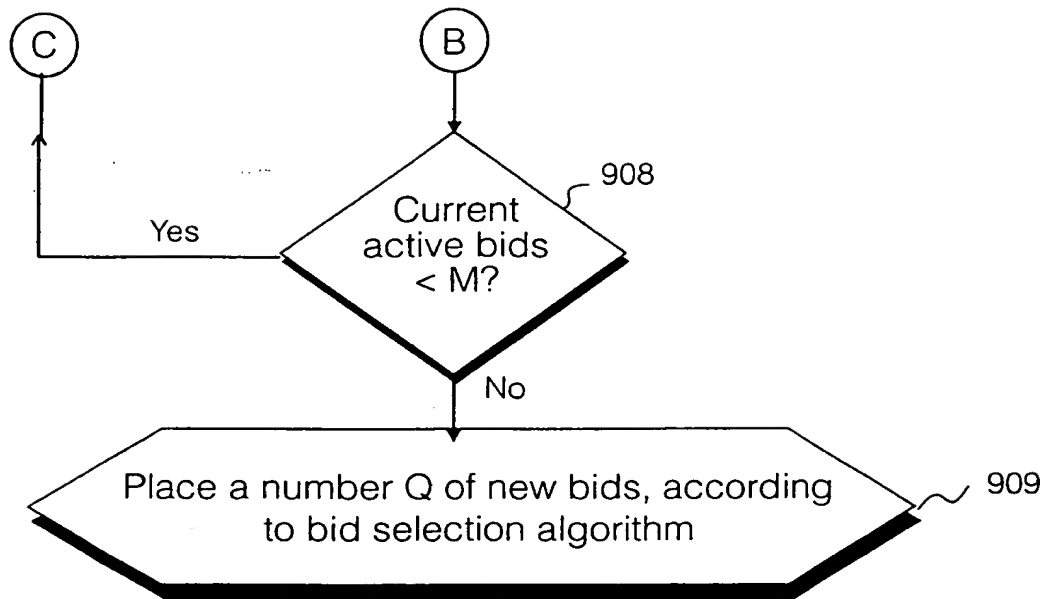 C
B
908
Current
active bids
< M?
Yes
No
Place a number Q of new bids, according
to bid selection algorithm
909